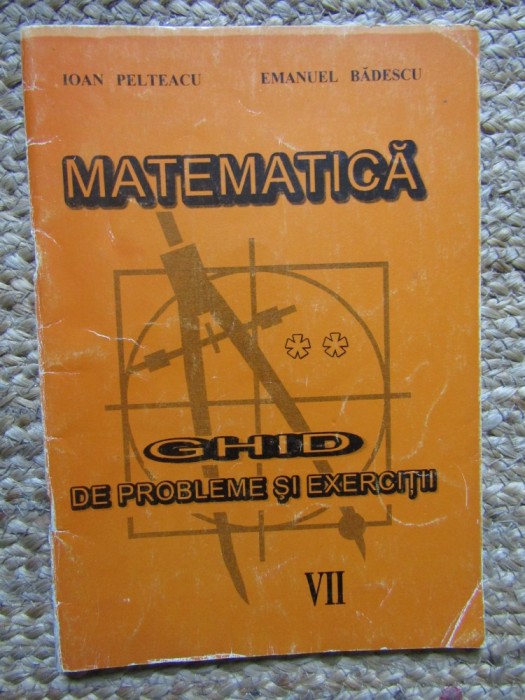 IOAN PELTEACU EMANUEL BĂDESCU
MATEMATICĂ
**
GHID
DE PROBLEME ȘI EXERCIȚII
VII